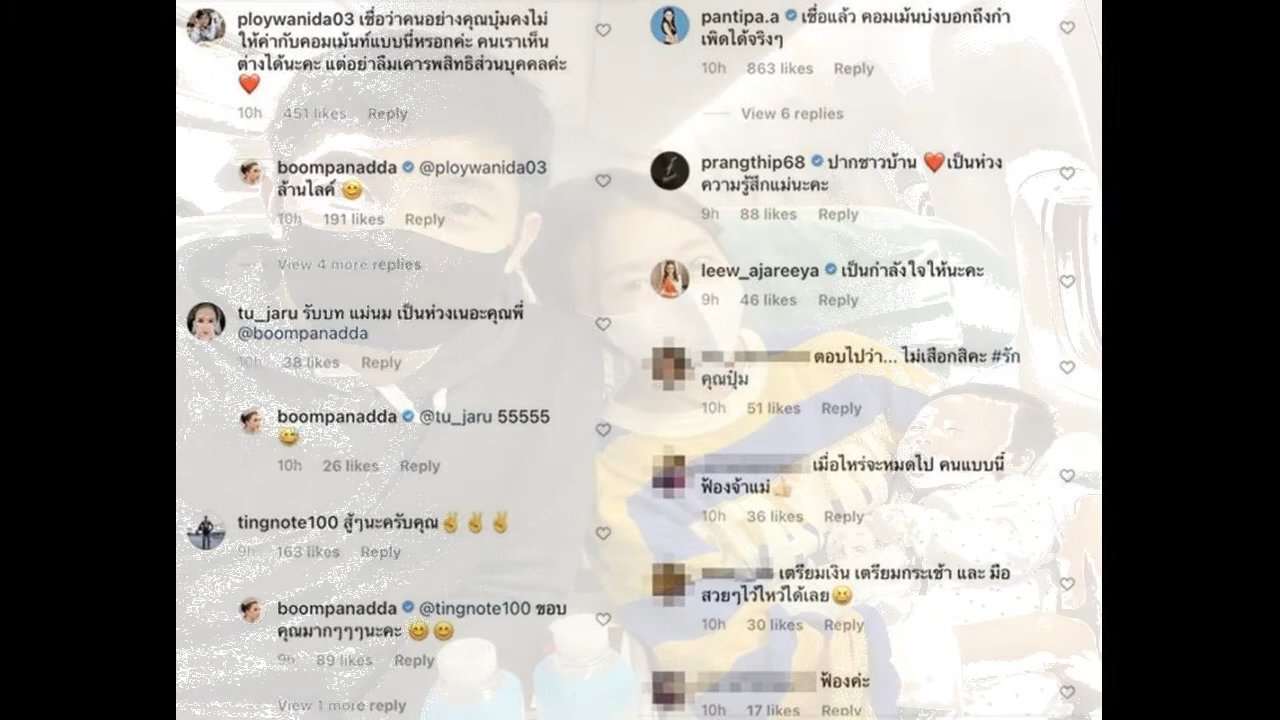 ploywanida03 เชื่อว่าคนอย่างคุณบุ๋มคงไม่
ให้ค่ากับคอมเม้นท์แบบนี้หรอกค่ะ คนเราเห็น
ต่างได้นะคะ แต่อย่าลืมเคารพสิทธิส่วนบุคคลค่ะ
❤️
10h 451 likes Reply
boompanadda @ploywanida03
ล้านไลค์ 😊
10h 191 likes Reply
View 4 more replies
tu_jaru รับบท แม่นม เป็นห่วงเนอะคุณพี่
@boompanadda
10h 38 likes Reply
boompanadda @tu_jaru 55555
😅
10h 26 likes Reply
tingnote100 สู้ๆนะครับคุณ✌️✌️✌️
9h 163 likes Reply
boompanadda @tingnote100 ขอบ
คุณมากๆๆๆนะคะ 😊😊
9h 89 likes Reply
View 1 more reply
pantipa.a เชื่อแล้ว คอมเม้นบ่งบอกถึงกำ
เพิดได้จริงๆ
10h 863 likes Reply
View 6 replies
prangthip68 ปากชาวบ้าน ❤️เป็นห่วง
ความรู้สึกแม่นะคะ
9h 88 likes Reply
leew_ajareeya เป็นกำลังใจให้นะคะ
9h 46 likes Reply
ตอบไปว่า... ไม่เสือกสิคะ #รัก
คุณปุ๋ม
10h 51 likes Reply
เมื่อไหร่จะหมดไป คนแบบนี้
ฟ้องจ้าแม่👍
10h 36 likes Reply
เตรียมเงิน เตรียมกระเช้า และ มือ
สวยๆไว้ไหว้ได้เลย😀
10h 30 likes Reply
ฟ้องค่ะ
10h 17 likes Reply